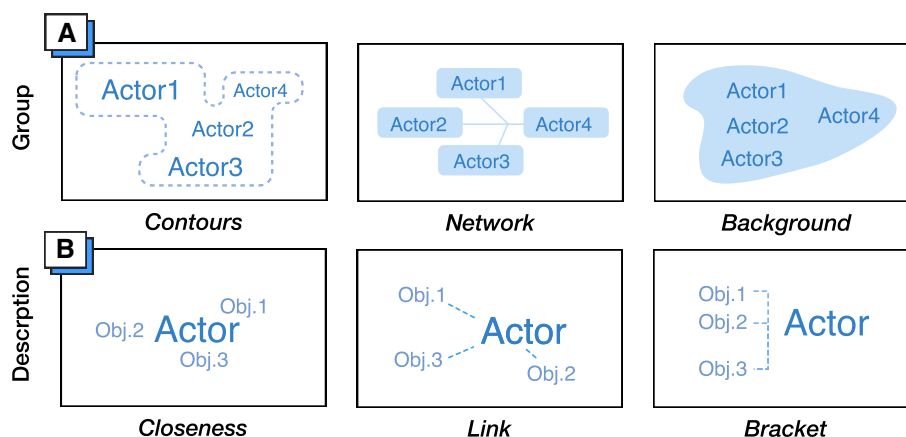 A
Group
Actor1
Actor4
Actor2
Actor3
Contours
Actor1
Actor2
Actor4
Actor3
Network
Actor1
Actor4
Actor2
Actor3
Background
B
Descrption
Obj.1
Obj.2
Actor
Obj.3
Closeness
Obj.1
Actor
Obj.3
Obj.2
Link
Obj.1
Obj.2
Actor
Obj.3
Bracket